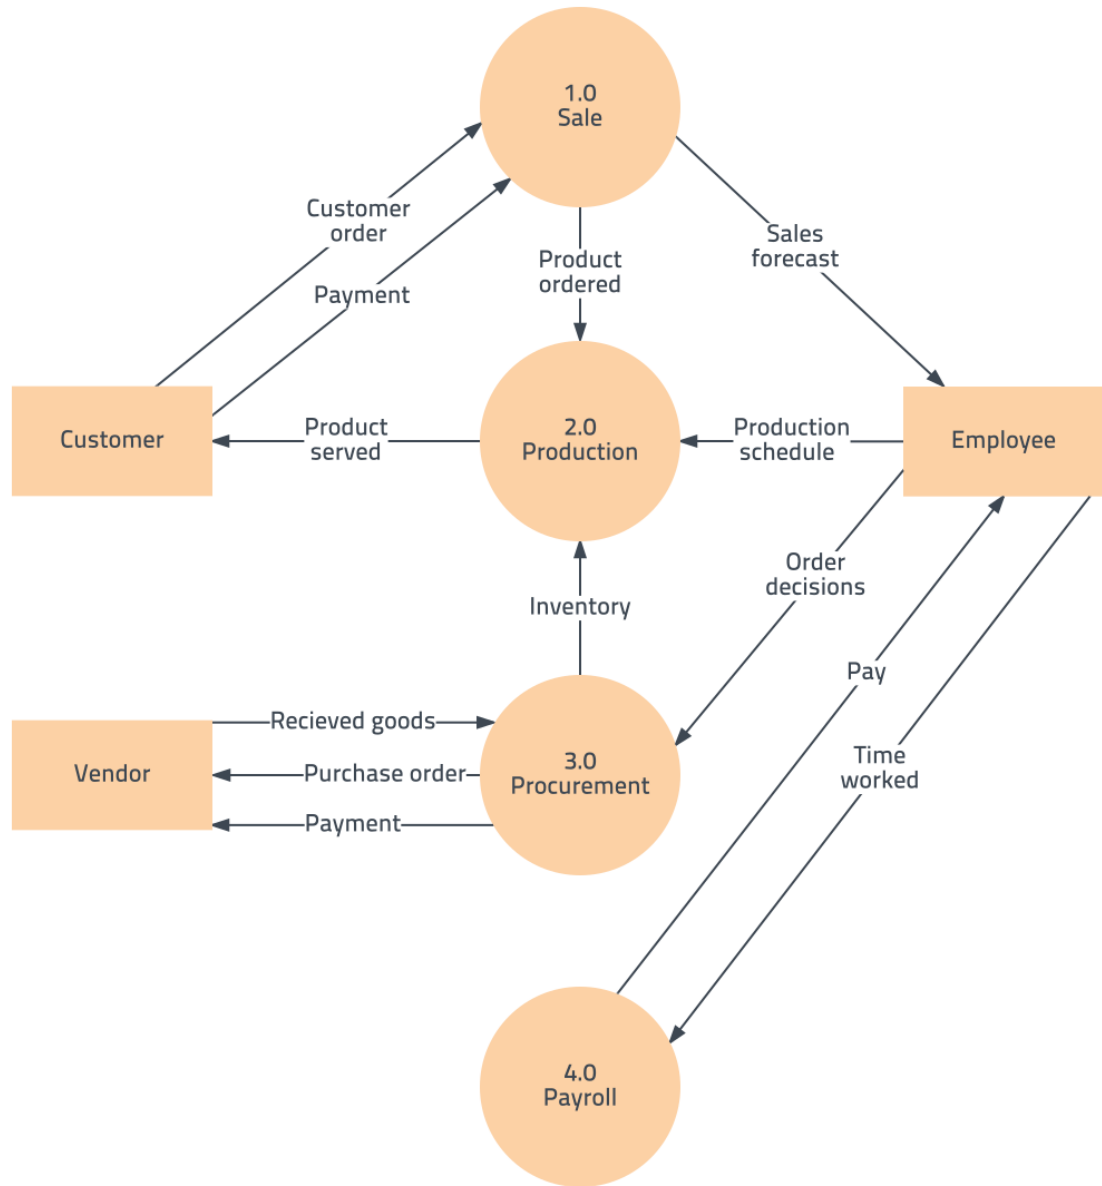 1.0
Sale
Customer
order
Sales
forecast
Product
ordered
Payment
Customer
Product
served
2.0
Production
Production
schedule
Employee
Order
decisions
Inventory
Pay
Recieved goods
Vendor
Purchase order
3.0
Procurement
Time
worked
Payment
4.0
Payroll